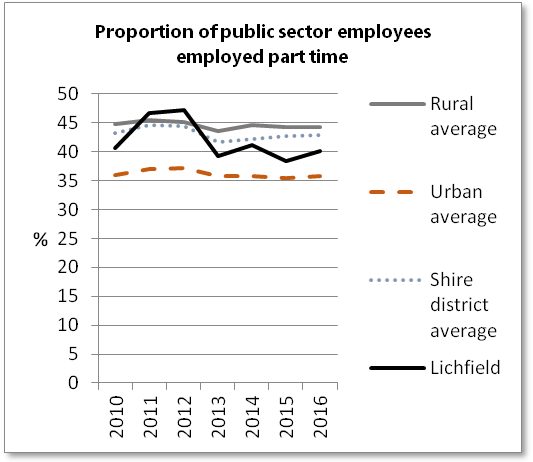 Proportion of public sector employees
employed part time
50
45
40
35
30
25
20
15
10
5
0
%
2010
2011
2012
2013
2014
2015
2016
Rural
average
Urban
average
Shire
district
average
Lichfield